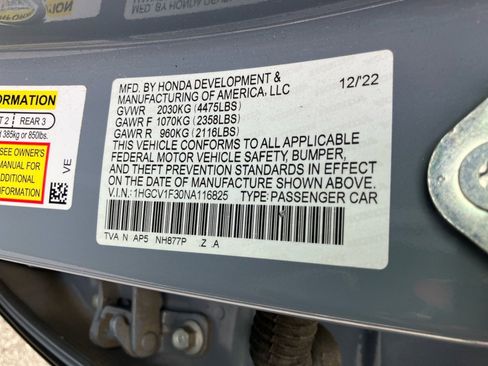 FORMATION
T 2 REAR 3
d 385kg or 850lbs.
SEE OWNER'S
MANUAL FOR
ADDITIONAL
INFORMATION
VE
MFD. BY HONDA DEVELOPMENT & 12/22
MANUFACTURING OF AMERICA, LLC
GVWR 2030KG (4475LBS)
GAWR F 1070KG (2358LBS)
GAWR R 960KG (2116LBS)
THIS VEHICLE CONFORMS TO ALL APPLICABLE
FEDERAL MOTOR VEHICLE SAFETY, BUMPER,
AND THEFT PREVENTION STANDARDS IN EFFECT
ON THE DATE OF MANUFACTURE SHOWN ABOVE.
V.I.N.: 1HGCV1F30NA116825 TYPE: PASSENGER CAR
TVA N AP5 NH877P .Z .A